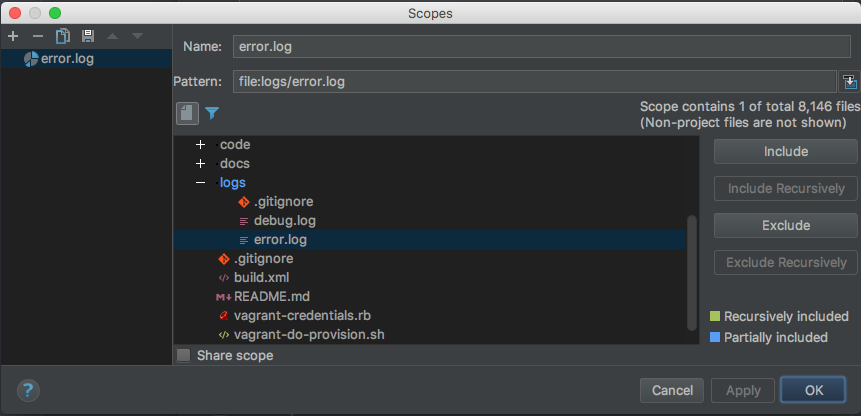 Scopes
error.log
Name: error.log
Pattern: file:logs/error.log
Scope contains 1 of total 8,146 files
(Non-project files are not shown)
code
docs
logs
.gitignore
debug.log
error.log
.gitignore
build.xml
README.md
vagrant-credentials.rb
vagrant-do-provision.sh
Include
Include Recursively
Exclude
Exclude Recursively
Recursively included
Partially included
Share scope
?
Cancel
Apply
OK